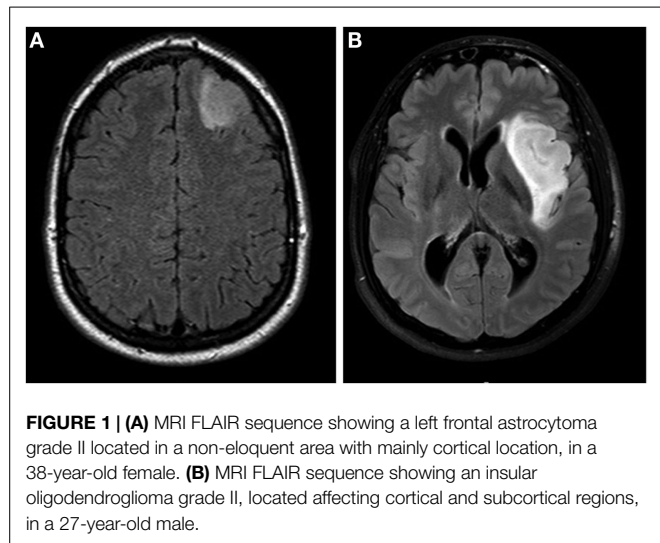 A
B
FIGURE 1 | (A) MRI FLAIR sequence showing a left frontal astrocytoma
grade II located in a non-eloquent area with mainly cortical location, in a
38-year-old female. (B) MRI FLAIR sequence showing an insular
oligodendroglioma grade II, located affecting cortical and subcortical regions,
in a 27-year-old male.